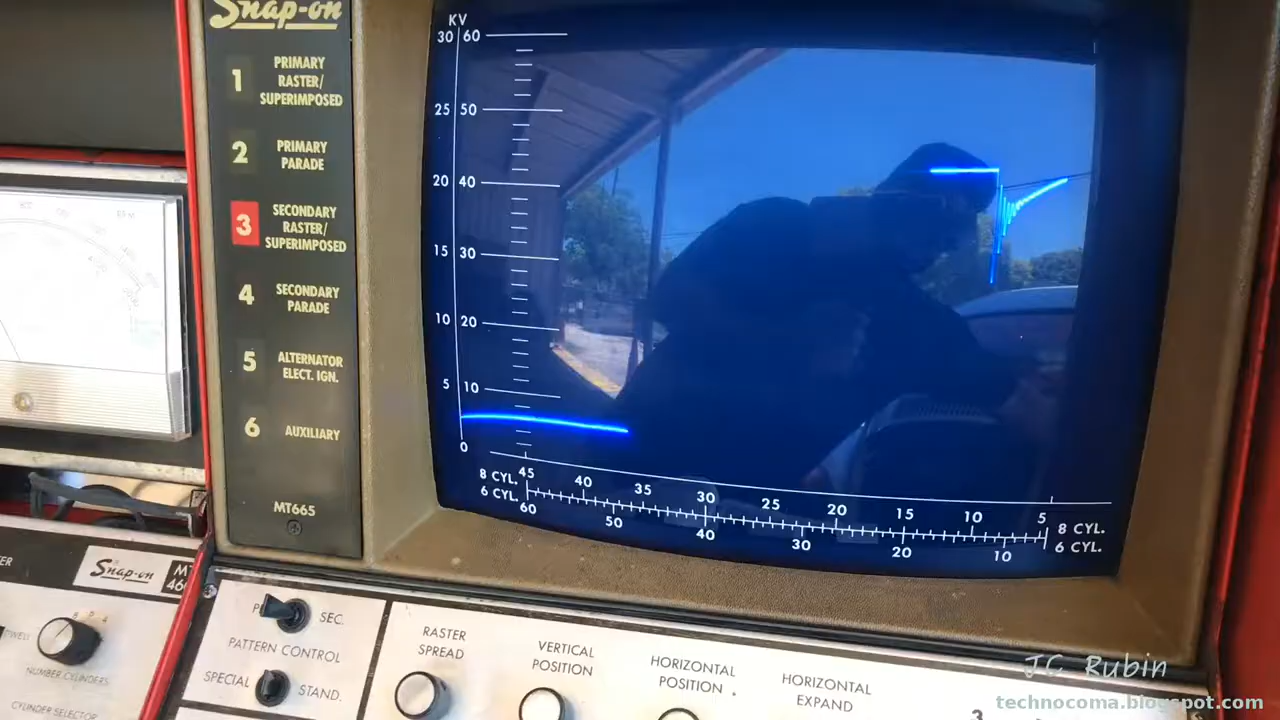 Snap-on
1 PRIMARY
RASTER/
SUPERIMPOSED
2 PRIMARY
PARADE
3 SECONDARY
RASTER/
SUPERIMPOSED
4 SECONDARY
PARADE
5 ALTERNATOR
ELECT. IGN.
6 AUXILIARY
MT665
KV
30 60
25 50
20 40
15 30
10 20
5 10
0
8 CYL. 45 40 35 30 25 20 15 10 5 8 CYL.
6 CYL. 60 50 40 30 20 10 6 CYL.
Snap-on MT
NUMBER CYLINDERS
CYLINDER SELECTOR
SEC.
PATTERN CONTROL
SPECIAL STAND.
RASTER
SPREAD
VERTICAL
POSITION
HORIZONTAL
POSITION
HORIZONTAL
EXPAND
3
JC Rubin
technocoma.blogspot.com